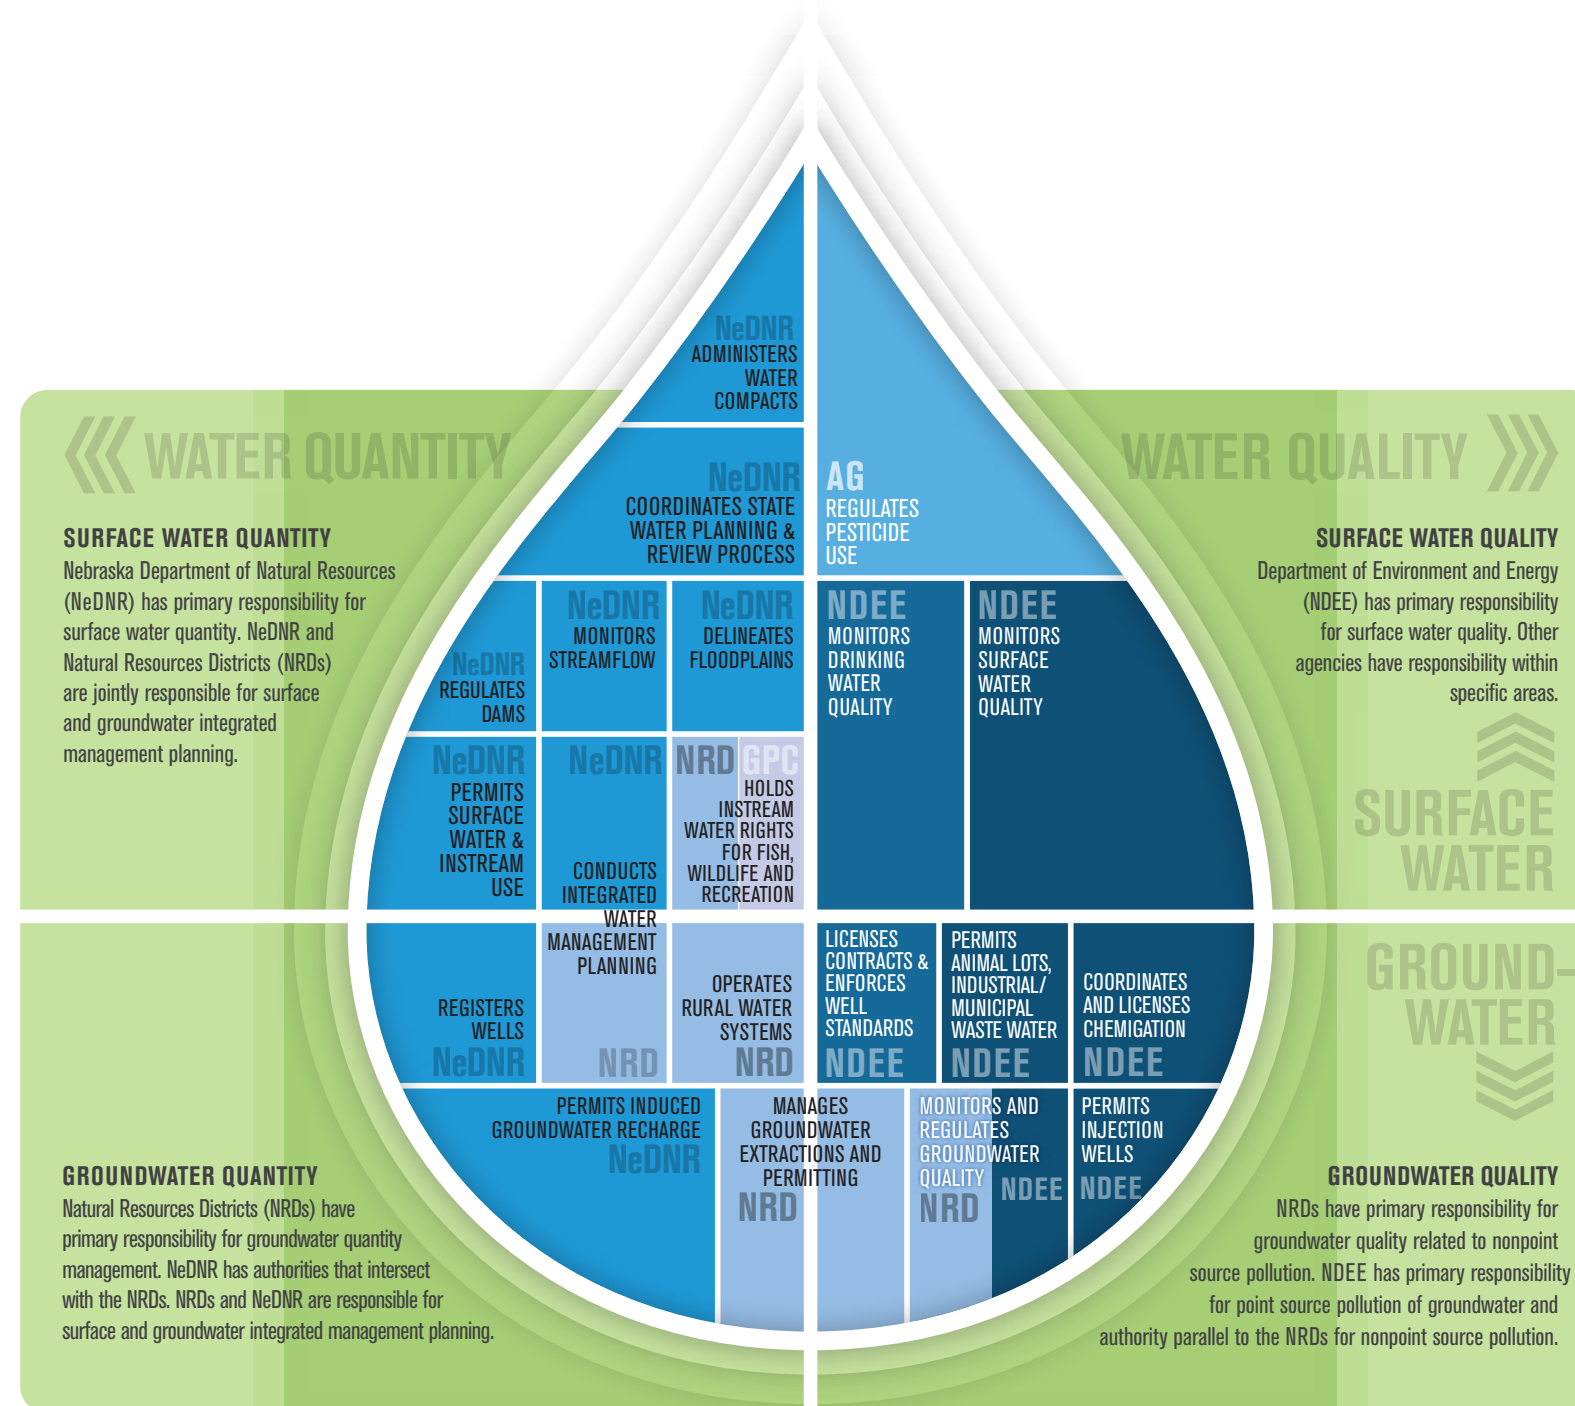 WATER QUANTITY
SURFACE WATER QUANTITY
Nebraska Department of Natural Resources
(NeDNR) has primary responsibility for
surface water quantity. NeDNR and
Natural Resources Districts (NRDs)
are jointly responsible for surface
and groundwater integrated
management planning.
NeDNR
ADMINISTERS
WATER
COMPACTS
NeDNR
COORDINATES STATE
WATER PLANNING &
REVIEW PROCESS
NeDNR
REGULATES
DAMS
NeDNR
MONITORS
STREAMFLOW
NeDNR
DELINEATES
FLOODPLAINS
NeDNR
PERMITS
SURFACE
WATER &
INSTREAM
USE
NeDNR
CONDUCTS
INTEGRATED
WATER
MANAGEMENT
PLANNING
NRD
NRD GPC
HOLDS
INSTREAM
WATER RIGHTS
FOR FISH,
WILDLIFE AND
RECREATION
AG
REGULATES
PESTICIDE
USE
NDEE
MONITORS
DRINKING
WATER
QUALITY
NDEE
MONITORS
SURFACE
WATER
QUALITY
WATER QUALITY
SURFACE WATER QUALITY
Department of Environment and Energy
(NDEE) has primary responsibility
for surface water quality. Other
agencies have responsibility within
specific areas.
SURFACE
WATER
GROUND-
WATER
REGISTERS
WELLS
NeDNR
OPERATES
RURAL WATER
SYSTEMS
NRD
LICENSES
CONTRACTS &
ENFORCES
WELL
STANDARDS
NDEE
PERMITS
ANIMAL LOTS,
INDUSTRIAL/
MUNICIPAL
WASTE WATER
NDEE
COORDINATES
AND LICENSES
CHEMIGATION
NDEE
PERMITS INDUCED
GROUNDWATER RECHARGE
NeDNR
MANAGES
GROUNDWATER
EXTRACTIONS AND
PERMITTING
NRD
MONITORS AND
REGULATES
GROUNDWATER
QUALITY
NRD NDEE
PERMITS
INJECTION
WELLS
NDEE
GROUNDWATER QUANTITY
Natural Resources Districts (NRDs) have
primary responsibility for groundwater quantity
management. NeDNR has authorities that intersect
with the NRDs. NRDs and NeDNR are responsible for
surface and groundwater integrated management planning.
GROUNDWATER QUALITY
NRDs have primary responsibility for
groundwater quality related to nonpoint
source pollution. NDEE has primary responsibility
for point source pollution of groundwater and
authority parallel to the NRDs for nonpoint source pollution.